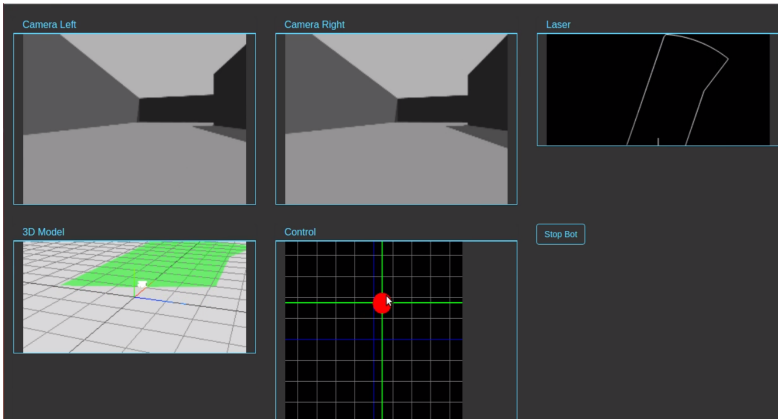 Camera Left
Camera Right
Laser
3D Model
Control
Stop Bot